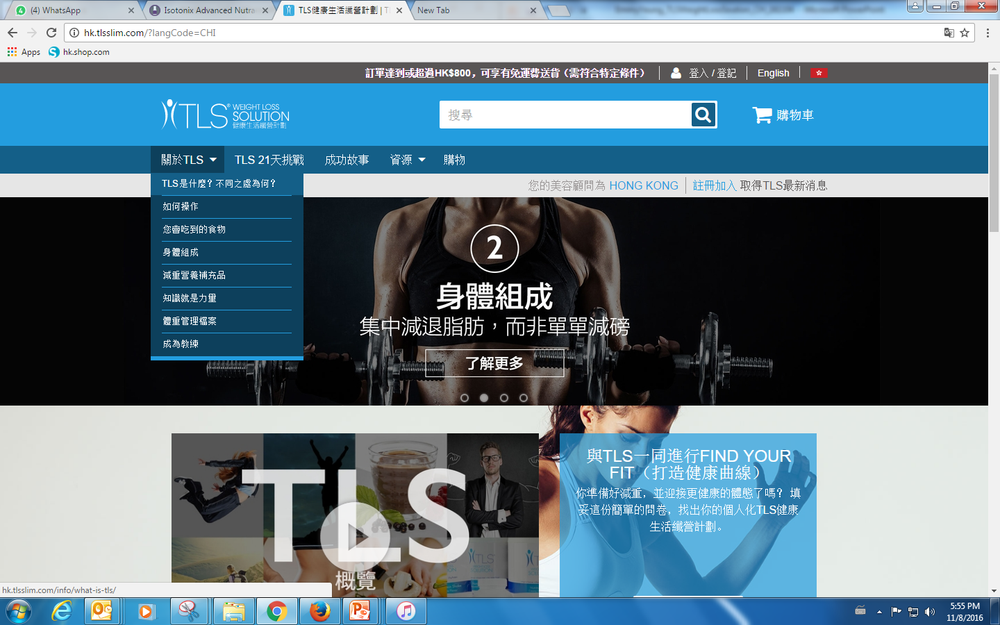 (4) WhatsApp
Isotonix Advanced Nutra
TLS健康生活纖營計劃 | T
New Tab
hk.tlsslim.com/?langCode=CHI
Apps
hk.shop.com
訂單達到或超過HK$800，可享有免運費送貨（需符合特定條件）
登入 / 登記
English
TLS® WEIGHT LOSS
SOLUTION
健康生活纖營計劃
搜尋
購物車
關於TLS
TLS 21天挑戰
成功故事
資源
購物
您的美容顧問為 HONG KONG
註冊加入 取得TLS最新消息
TLS是什麼？不同之處為何？
如何操作
您會吃到的食物
身體組成
減重營養補充品
知識就是力量
體重管理檔案
成為教練
2
身體組成
集中減退脂肪，而非單單減磅
了解更多
TLS
概覽
TLS
與TLS一同進行FIND YOUR
FIT（打造健康曲線）
你準備好減重，並迎接更健康的體態了嗎？ 填
妥這份簡單的問卷，找出你的個人化TLS健康
生活纖營計劃。
hk.tlsslim.com/info/what-is-tls/
5:55 PM
11/8/2016